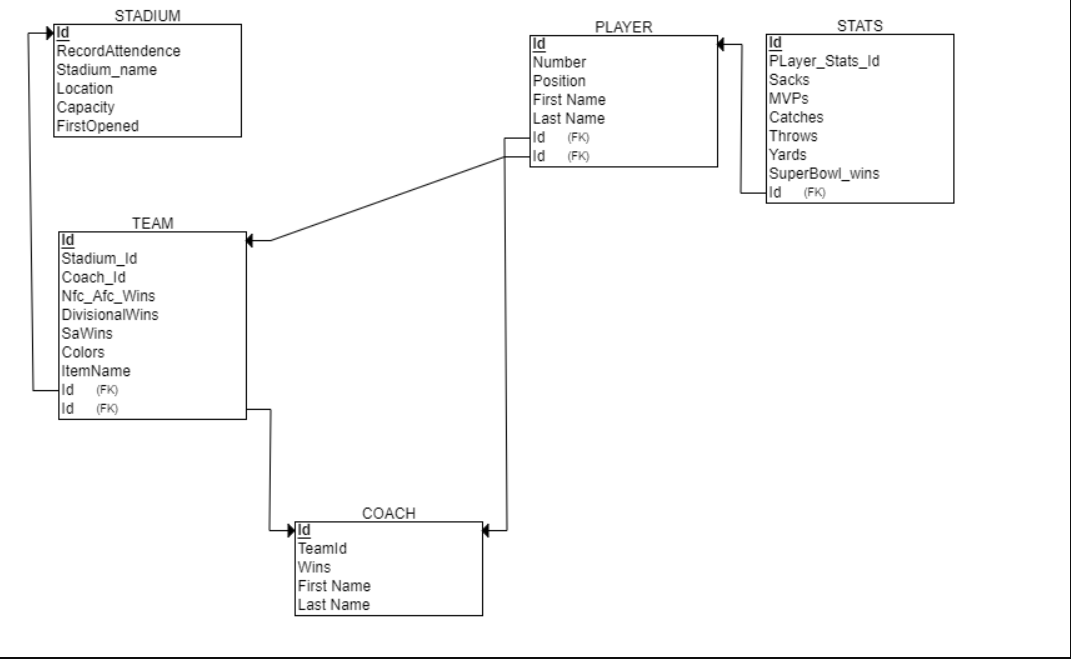 STADIUM
Id
RecordAttendence
Stadium_name
Location
Capacity
FirstOpened
PLAYER
Id
Number
Position
First Name
Last Name
Id (FK)
Id (FK)
STATS
Id
PLayer_Stats_Id
Sacks
MVPs
Catches
Throws
Yards
SuperBowl_wins
Id (FK)
TEAM
Id
Stadium_Id
Coach_Id
Nfc_Afc_Wins
DivisionalWins
SaWins
Colors
ItemName
Id (FK)
Id (FK)
COACH
Id
TeamId
Wins
First Name
Last Name